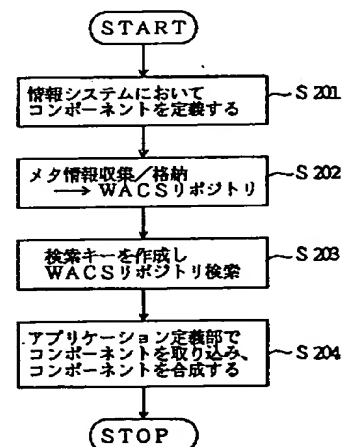 START
情報システムにおいて
コンポーネントを定義する
S201
メタ情報収集／格納
→ WACSリポジトリ
S202
検索キーを作成し
WACSリポジトリ検索
S203
アプリケーション定義部で
コンポーネントを取り込み、
コンポーネントを合成する
S204
STOP